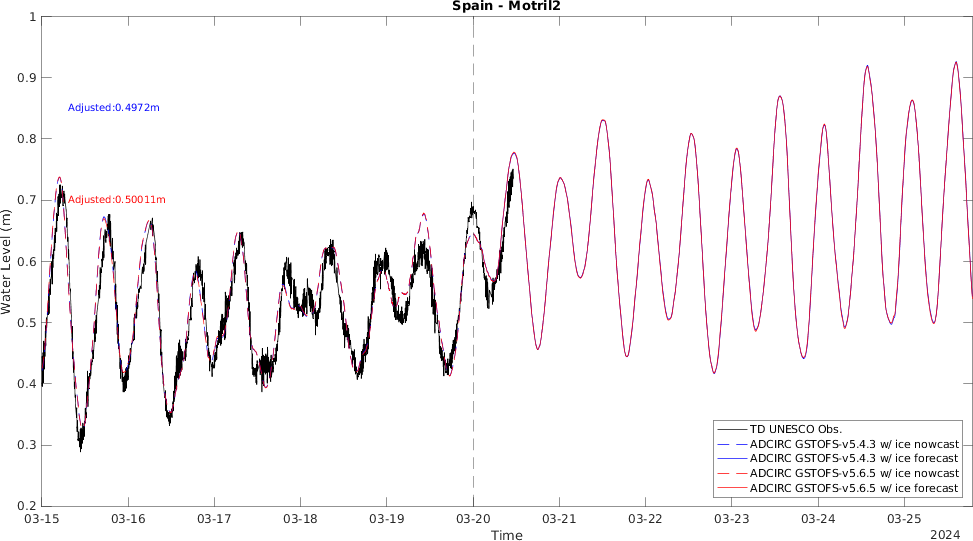 Spain - Motril2
1
0.9
0.8
0.7
0.6
0.5
0.4
0.3
0.2
Water Level (m)
Adjusted:0.4972m
Adjusted:0.50011m
TD UNESCO Obs.
ADCIRC GSTOFS-v5.4.3 w/ ice nowcast
ADCIRC GSTOFS-v5.4.3 w/ ice forecast
ADCIRC GSTOFS-v5.6.5 w/ ice nowcast
ADCIRC GSTOFS-v5.6.5 w/ ice forecast
03-15 03-16 03-17 03-18 03-19 03-20 03-21 03-22 03-23 03-24 03-25
Time
2024